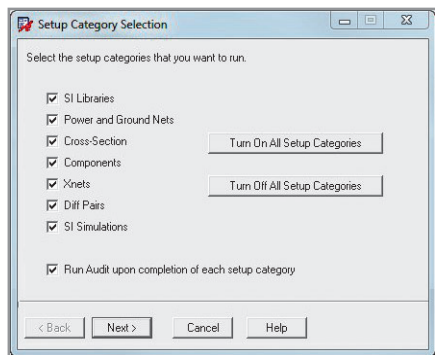 Setup Category Selection
Select the setup categories that you want to run.
SI Libraries
Power and Ground Nets
Cross-Section
Turn On All Setup Categories
Components
Xnets
Turn Off All Setup Categories
Diff Pairs
SI Simulations
Run Audit upon completion of each setup category
< Back Next > Cancel Help